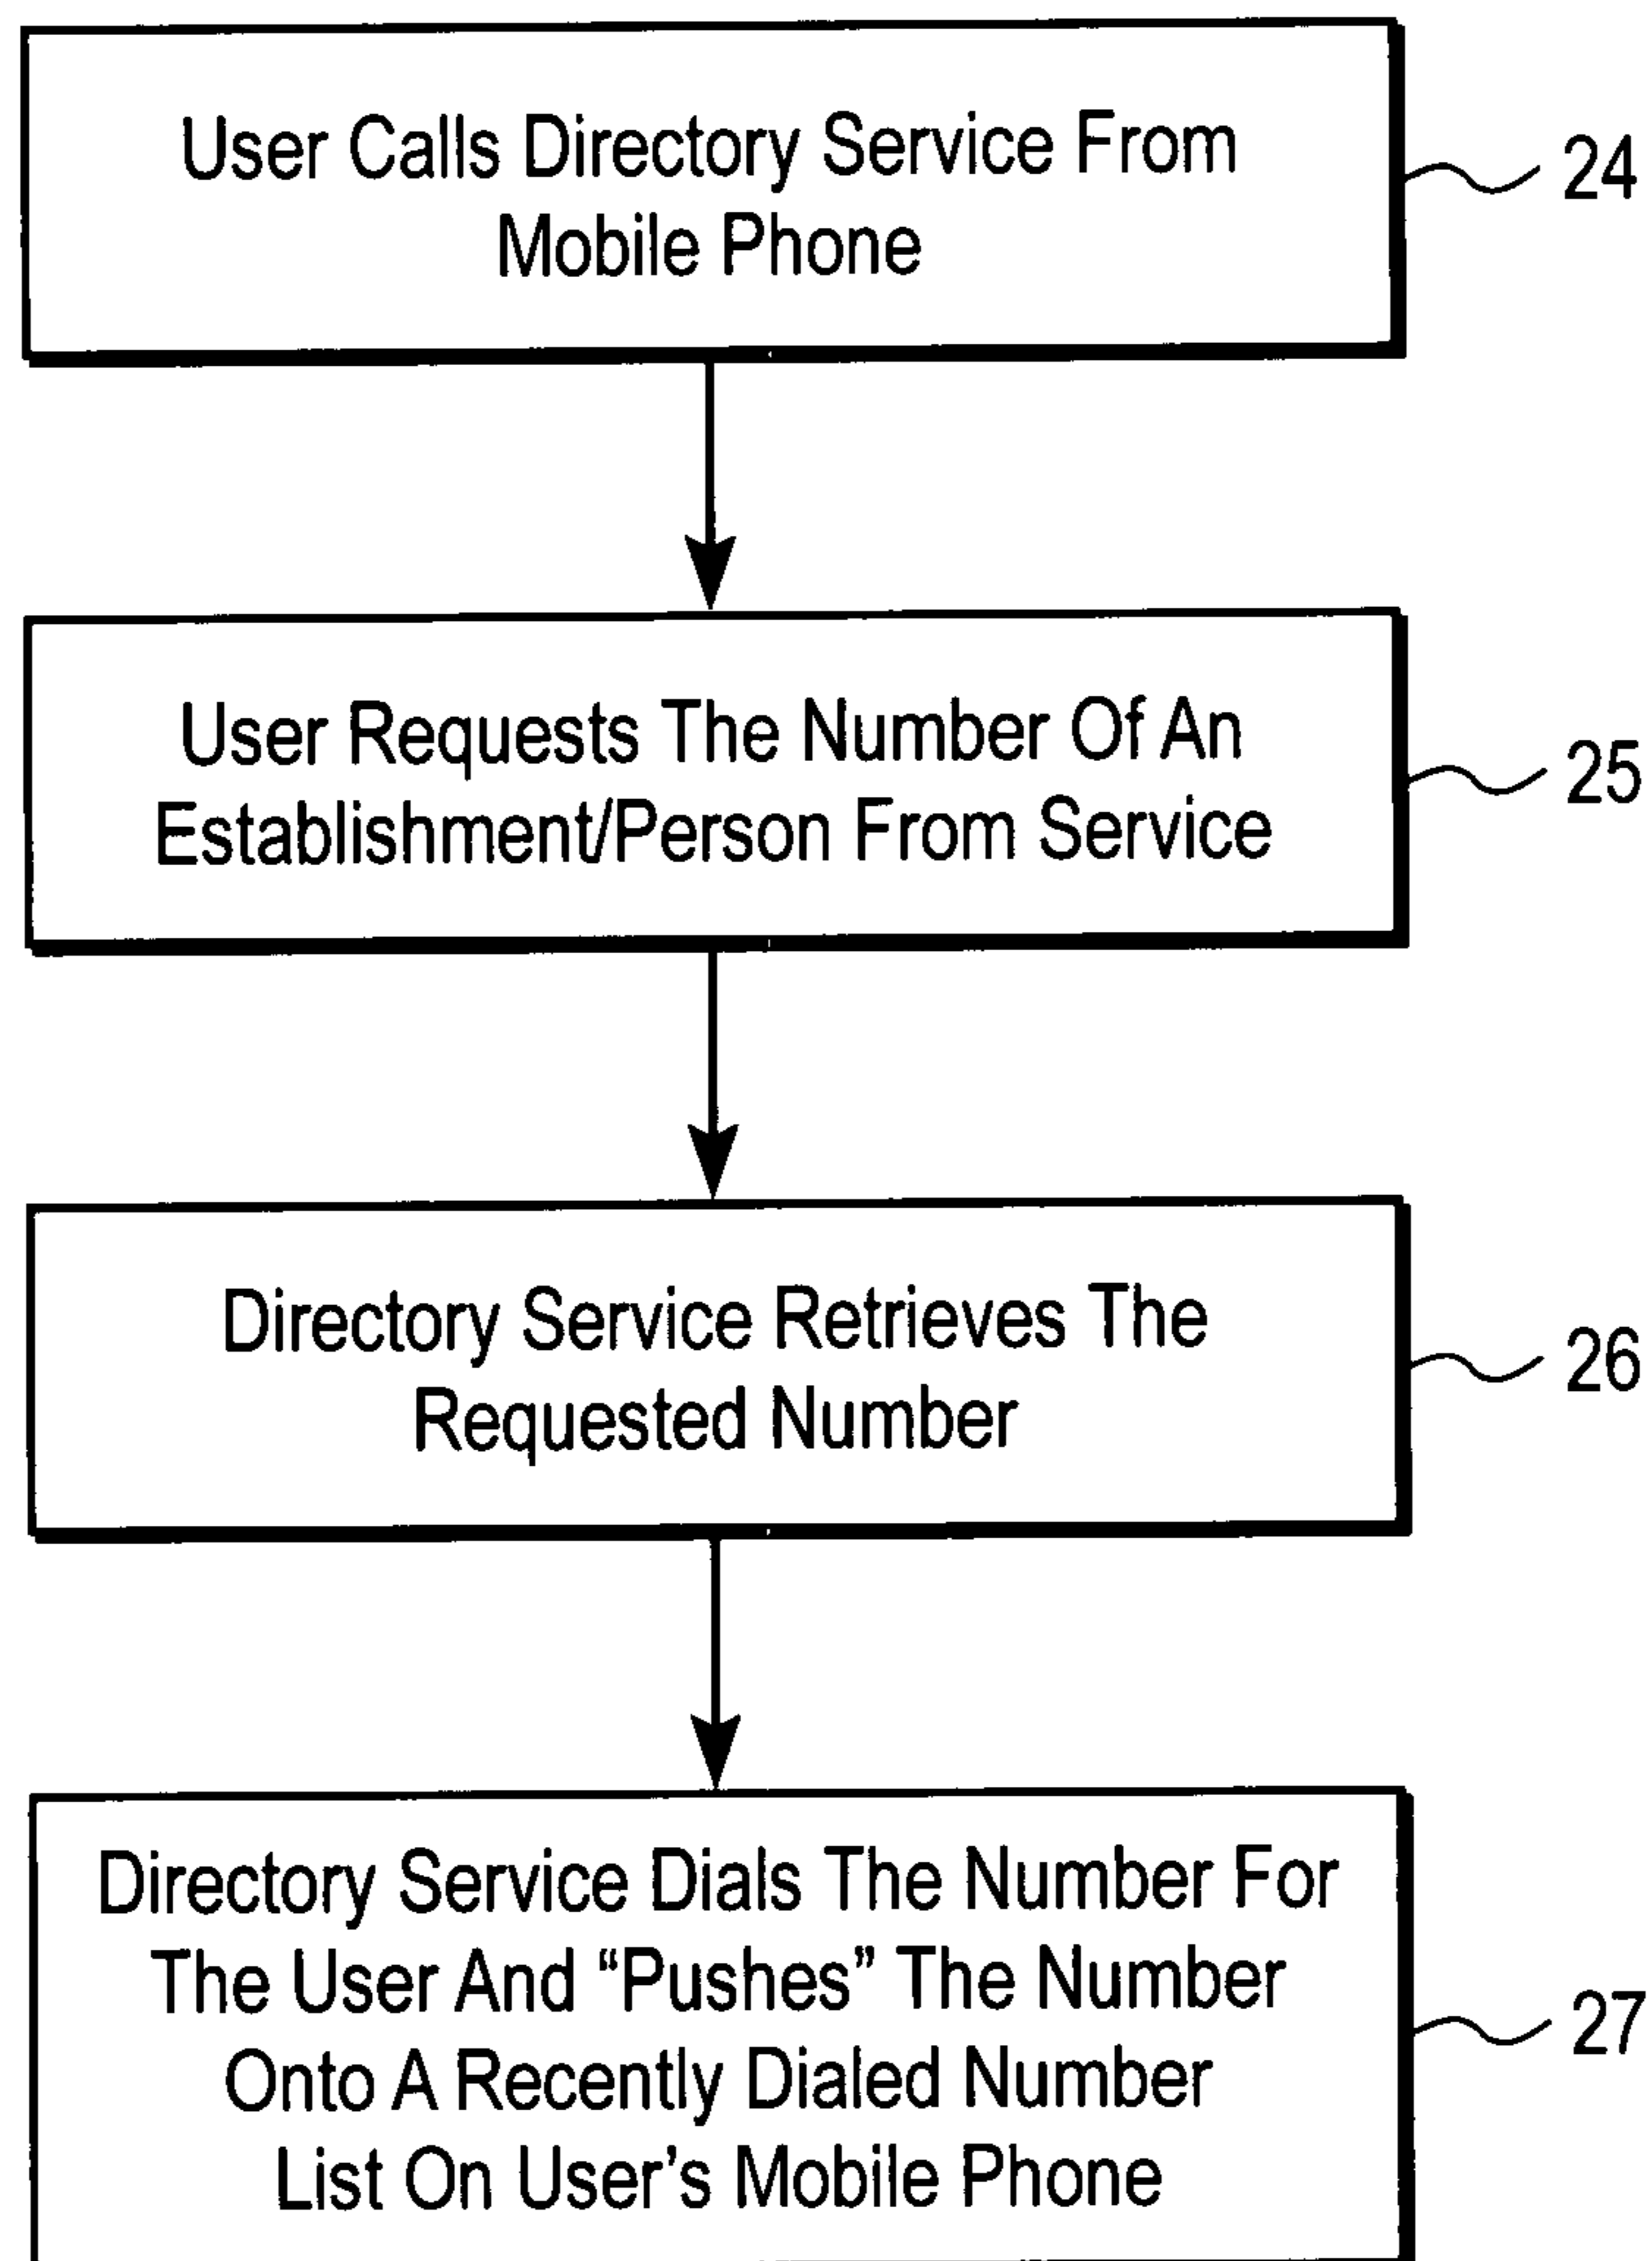 User Calls Directory Service From
Mobile Phone
24
User Requests The Number Of An
Establishment/Person From Service
25
Directory Service Retrieves The
Requested Number
26
Directory Service Dials The Number For
The User And “Pushes” The Number
Onto A Recently Dialed Number
List On User’s Mobile Phone
27